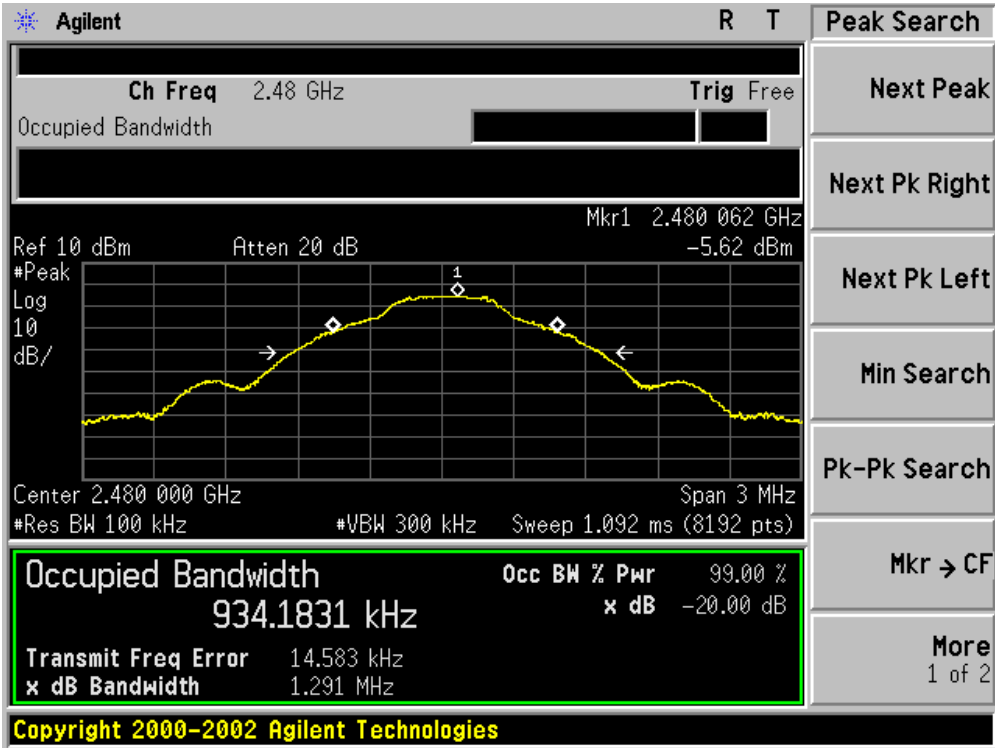 Agilent R T Peak Search
Ch Freq 2.48 GHz Trig Free
Occupied Bandwidth
Next Peak
Next Pk Right
Mkr1 2.480 062 GHz
Ref 10 dBm Atten 20 dB -5.62 dBm
#Peak
Log
10
dB/
1
Next Pk Left
Min Search
Pk-Pk Search
Center 2.480 000 GHz Span 3 MHz
#Res BW 100 kHz #VBW 300 kHz Sweep 1.092 ms (8192 pts)
Occupied Bandwidth Occ BW % Pwr 99.00 %
934.1831 kHz x dB -20.00 dB
Transmit Freq Error 14.583 kHz
x dB Bandwidth 1.291 MHz
Mkr → CF
More
1 of 2
Copyright 2000-2002 Agilent Technologies